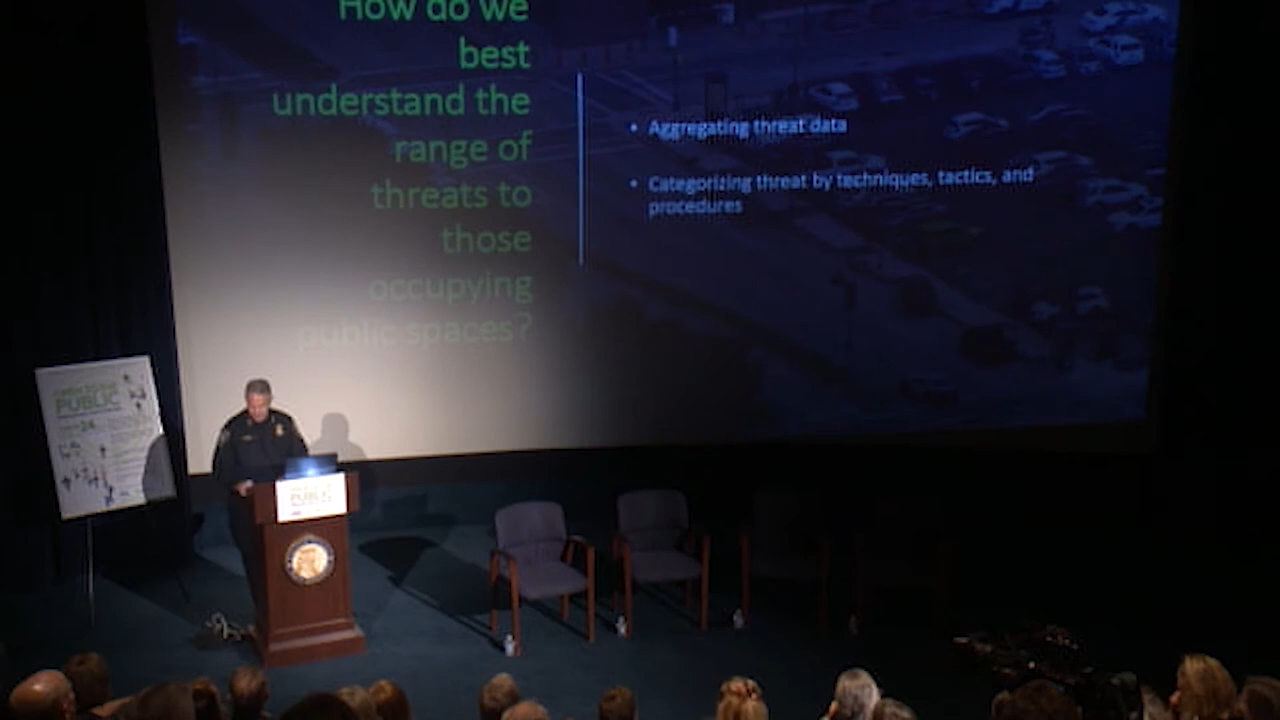 How do we
best
understand the
range of
threats to
those
occupying
public spaces?
• Aggregating threat data
• Categorizing threat by techniques, tactics, and
procedures
PUBLIC
24
PUBLIC